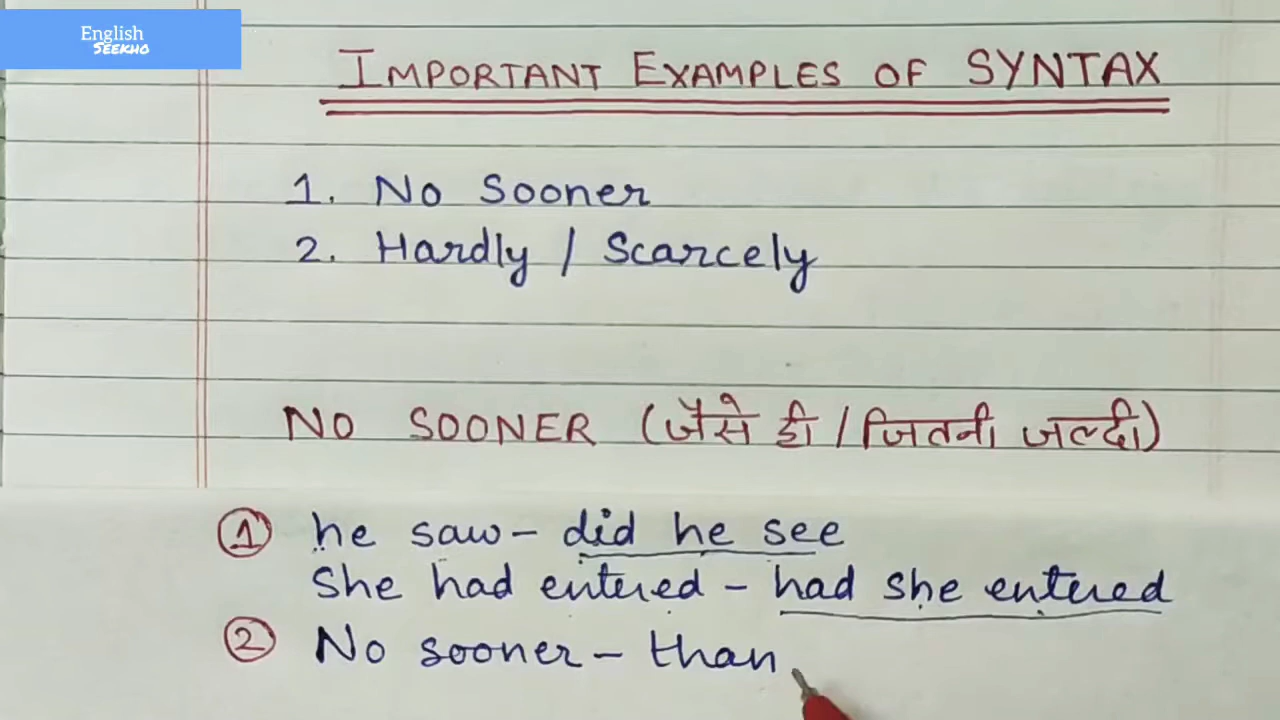 English
SEEKHO
IMPORTANT EXAMPLES OF SYNTAX
1. No Sooner
2. Hardly / Scarcely
NO SOONER (जैसे ही / जितनी जल्दी)
1 he saw - did he see
She had entered - had she entered
2 No sooner - than